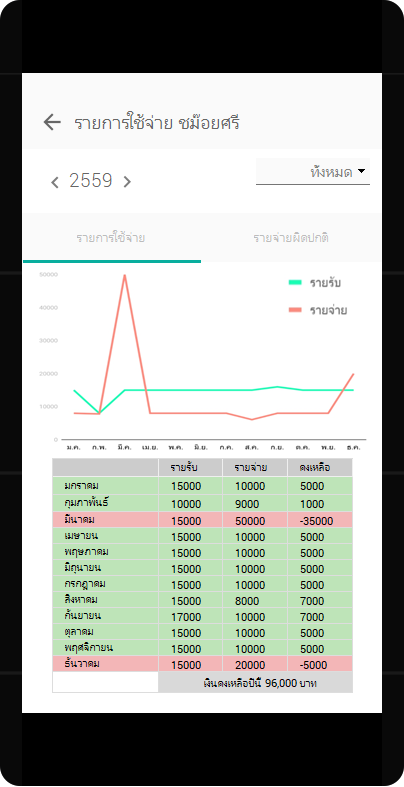 รายการใช้จ่าย ชม๊อยศรี
2559
ทั้งหมด
รายการใช้จ่าย รายจ่ายผิดปกติ
50000
รายรับ
40000
รายจ่าย
30000
20000
10000
0
ม.ค. ก.พ. มี.ค. เม.ย. พ.ค. มิ.ย. ก.ค. ส.ค. ก.ย. ต.ค. พ.ย. ธ.ค.
รายรับ รายจ่าย คงเหลือ
มกราคม 15000 10000 5000
กุมภาพันธ์ 10000 9000 1000
มีนาคม 15000 50000 -35000
เมษายน 15000 10000 5000
พฤษภาคม 15000 10000 5000
มิถุนายน 15000 10000 5000
กรกฎาคม 15000 10000 5000
สิงหาคม 15000 8000 7000
กันยายน 17000 10000 7000
ตุลาคม 15000 10000 5000
พฤศจิกายน 15000 10000 5000
ธันวาคม 15000 20000 -5000
เงินคงเหลือปีนี้ 96,000 บาท